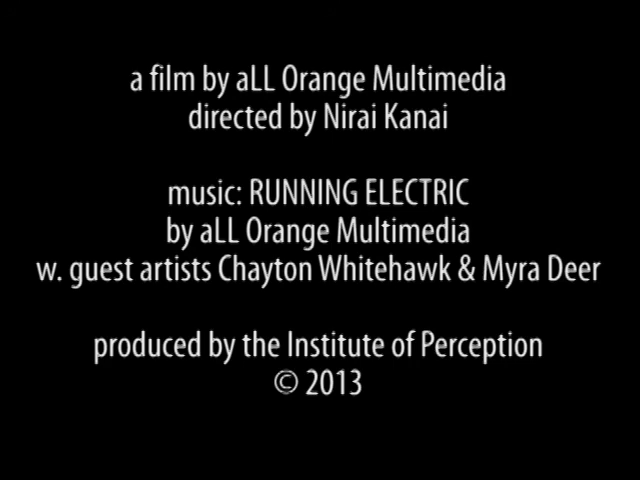 a film by aLL Orange Multimedia
directed by Nirai Kanai
music: RUNNING ELECTRIC
by aLL Orange Multimedia
w. guest artists Chayton Whitehawk & Myra Deer
produced by the Institute of Perception
© 2013